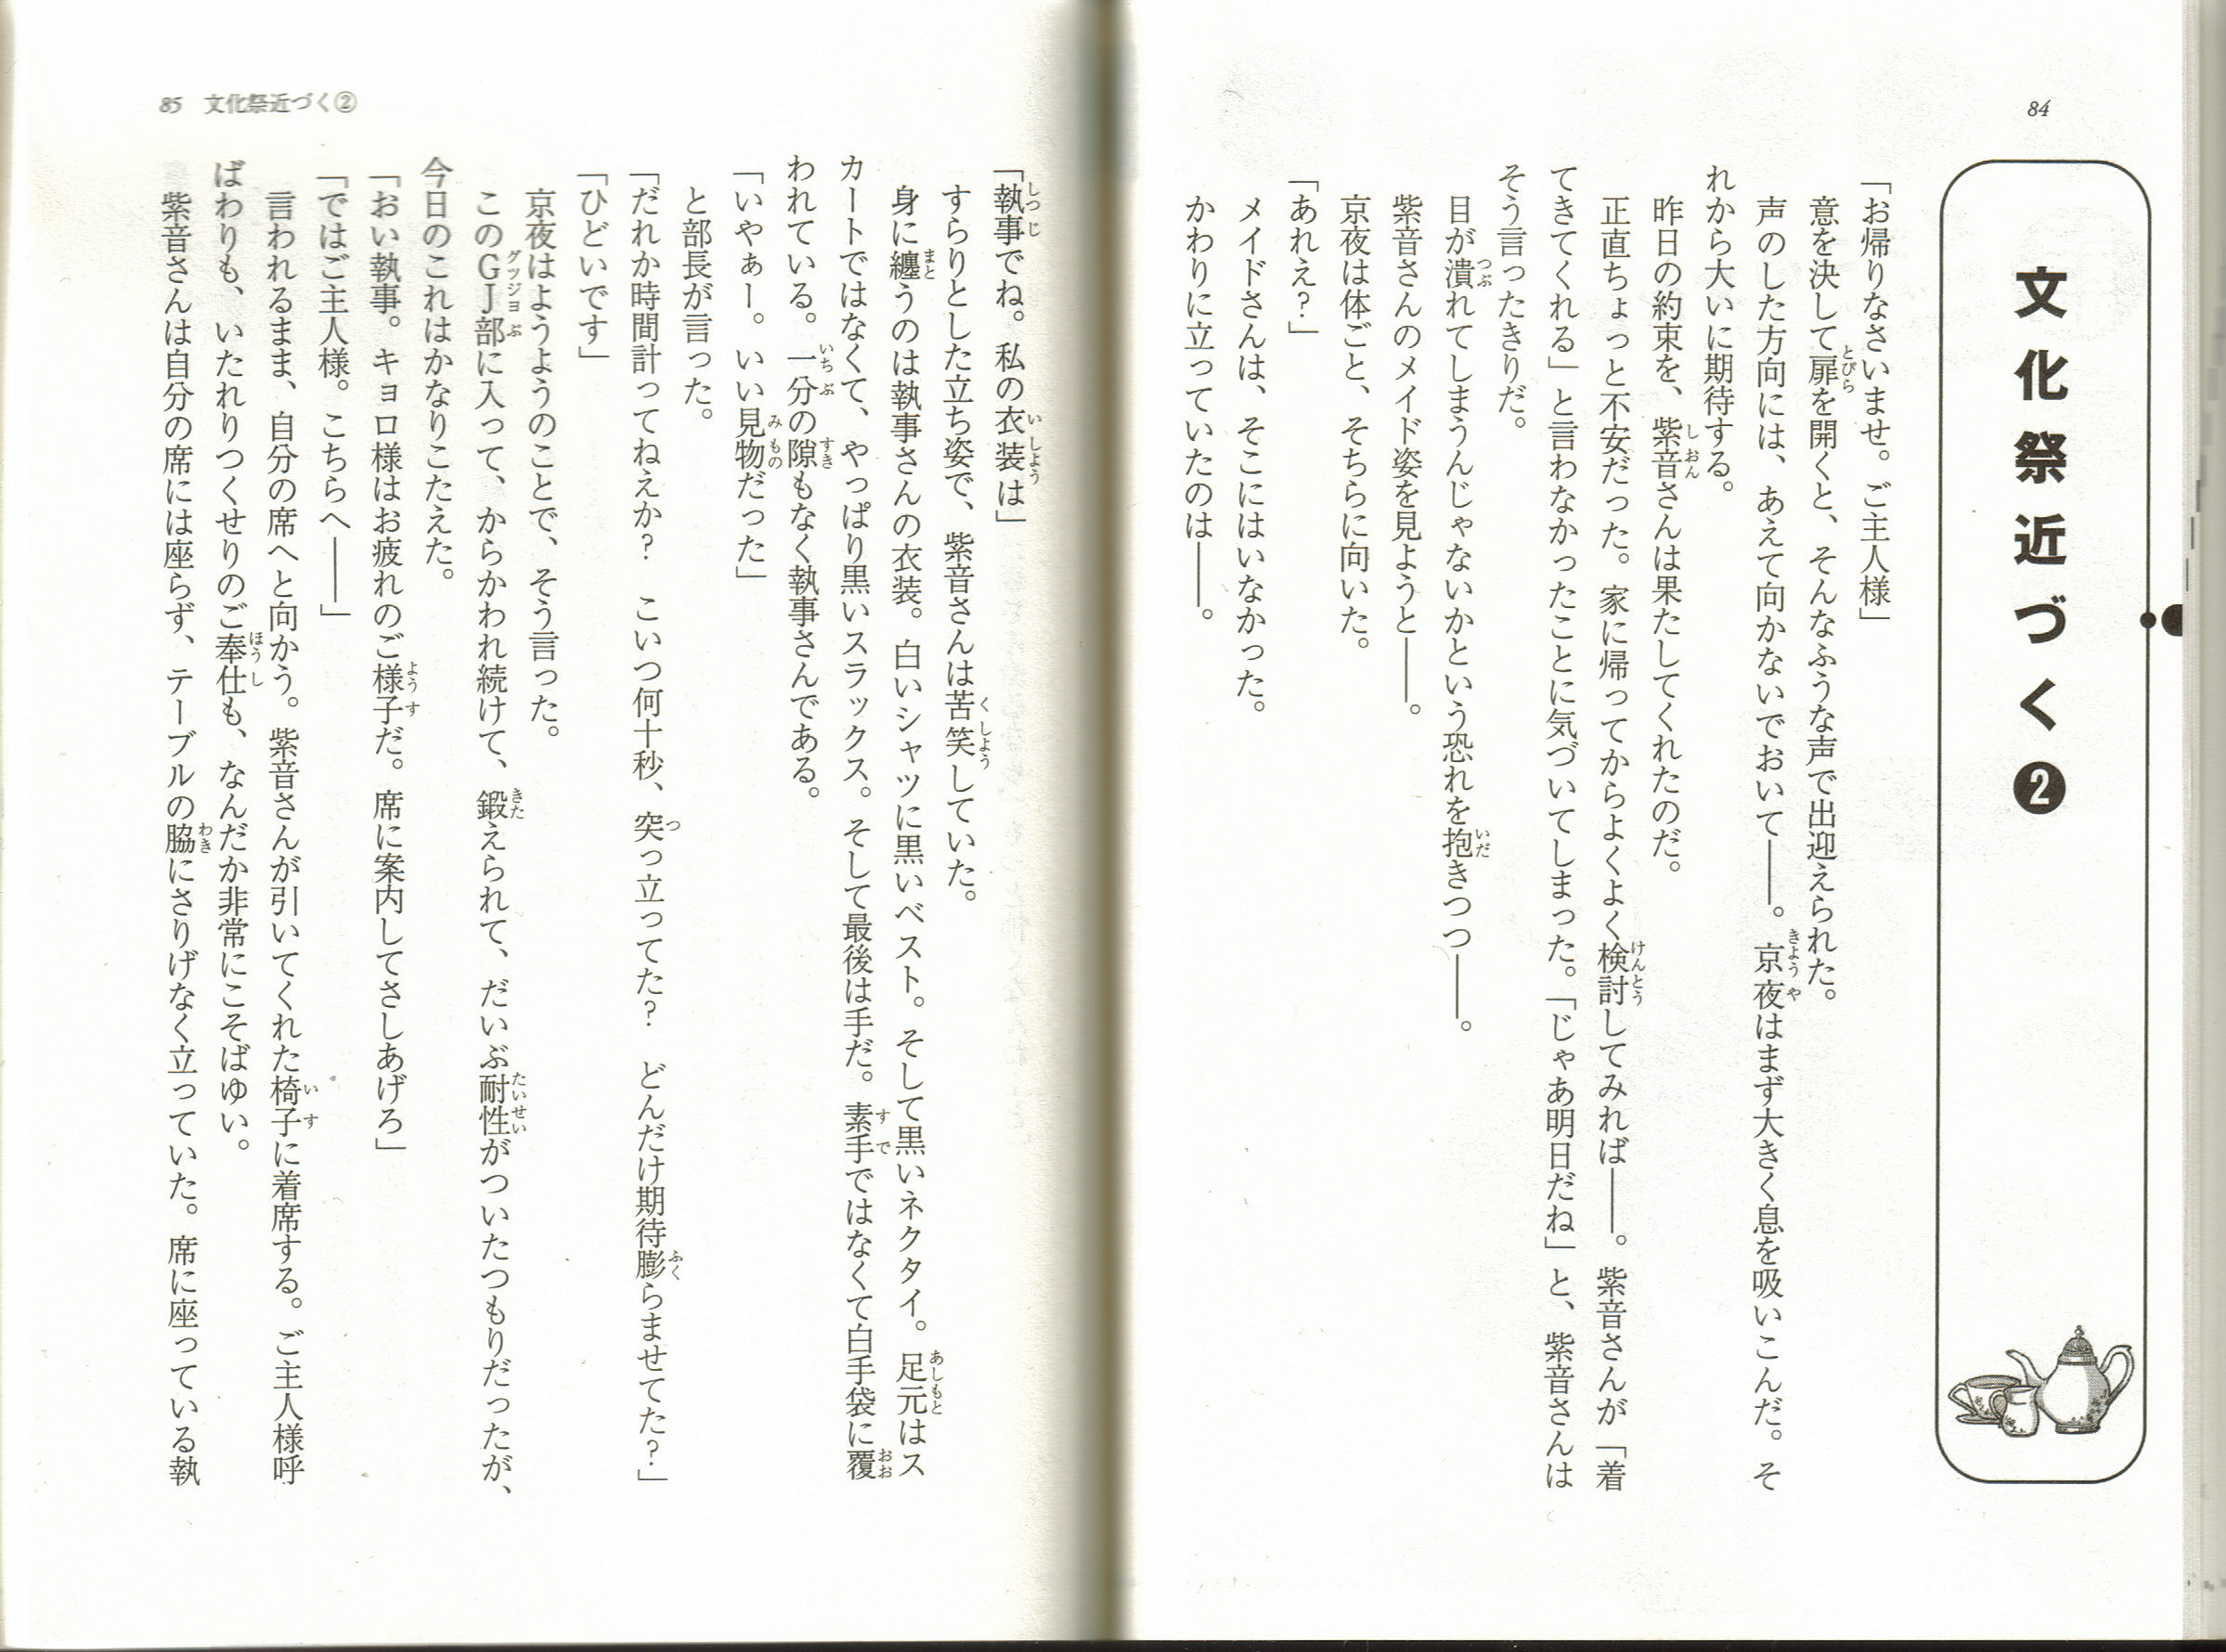 84
文化祭近づく❷
「お帰りなさいませ。ご主人様」
意を決して扉を開くと、そんなふうな声で出迎えられた。
声のした方向には、あえて向かないでおいて――。京夜はまず大きく息を吸いこんだ。そ
れから大いに期待する。
昨日の約束を、紫音さんは果たしてくれたのだ。
正直ちょっと不安だった。家に帰ってからよくよく検討してみれば――。紫音さんが「着
てきてくれる」と言わなかったことに気づいてしまった。「じゃあ明日だね」と、紫音さんは
そう言ったきりだ。
目が潰れてしまうんじゃないかという恐れを抱きつつ――。
紫音さんのメイド姿を見ようと――。
京夜は体ごと、そちらに向いた。
「あれえ?」
メイドさんは、そこにはいなかった。
かわりに立っていたのは――。
85 文化祭近づく②
「執事でね。私の衣装は」
すらりとした立ち姿で、紫音さんは苦笑していた。
身に纏うのは執事さんの衣装。白いシャツに黒いベスト。そして黒いネクタイ。足元はス
カートではなくて、やっぱり黒いスラックス。そして最後は手だ。素手ではなくて白手袋に覆
われている。一分の隙もなく執事さんである。
「いやぁー。いい見物だった」
と部長が言った。
「だれか時間計ってねえか? こいつ何十秒、突っ立ってた? どんだけ期待膨らませてた?」
「ひどいです」
京夜はようようのことで、そう言った。
このGJ部に入って、からかわれ続けて、鍛えられて、だいぶ耐性がついたつもりだったが、
今日のこれはかなりこたえた。
「おい執事。キョロ様はお疲れのご様子だ。席に案内してさしあげろ」
「ではご主人様。こちらへ――」
言われるまま、自分の席へと向かう。紫音さんが引いてくれた椅子に着席する。ご主人様呼
ばわりも、いたれりつくせりのご奉仕も、なんだか非常にこそばゆい。
紫音さんは自分の席には座らず、テーブルの脇にさりげなく立っていた。席に座っている執